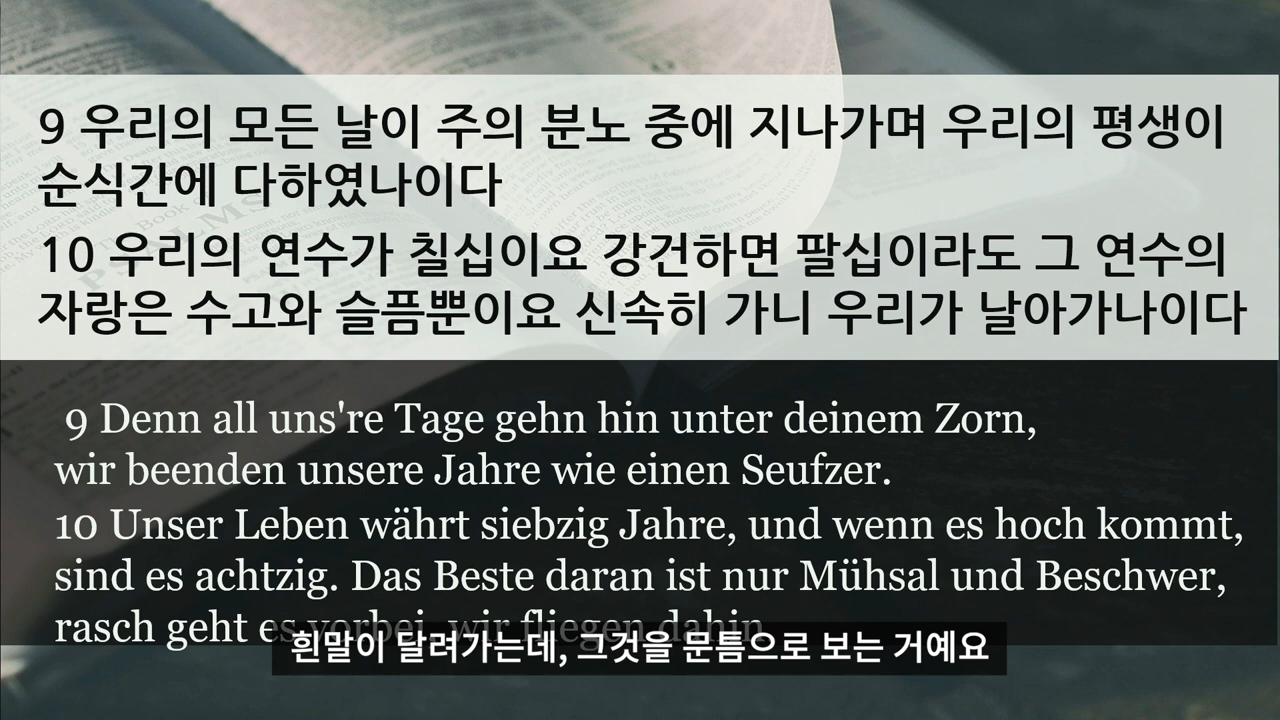 9 우리의 모든 날이 주의 분노 중에 지나가며 우리의 평생이
순식간에 다하였나이다
10 우리의 연수가 칠십이요 강건하면 팔십이라도 그 연수의
자랑은 수고와 슬픔뿐이요 신속히 가니 우리가 날아가나이다
9 Denn all uns're Tage gehn hin unter deinem Zorn,
wir beenden unsere Jahre wie einen Seufzer.
10 Unser Leben währt siebzig Jahre, und wenn es hoch kommt,
sind es achtzig. Das Beste daran ist nur Mühsal und Beschwer,
rasch geht es vorbei, wir fliegen dahin
흰말이 달려가는데, 그것을 문틈으로 보는 거예요